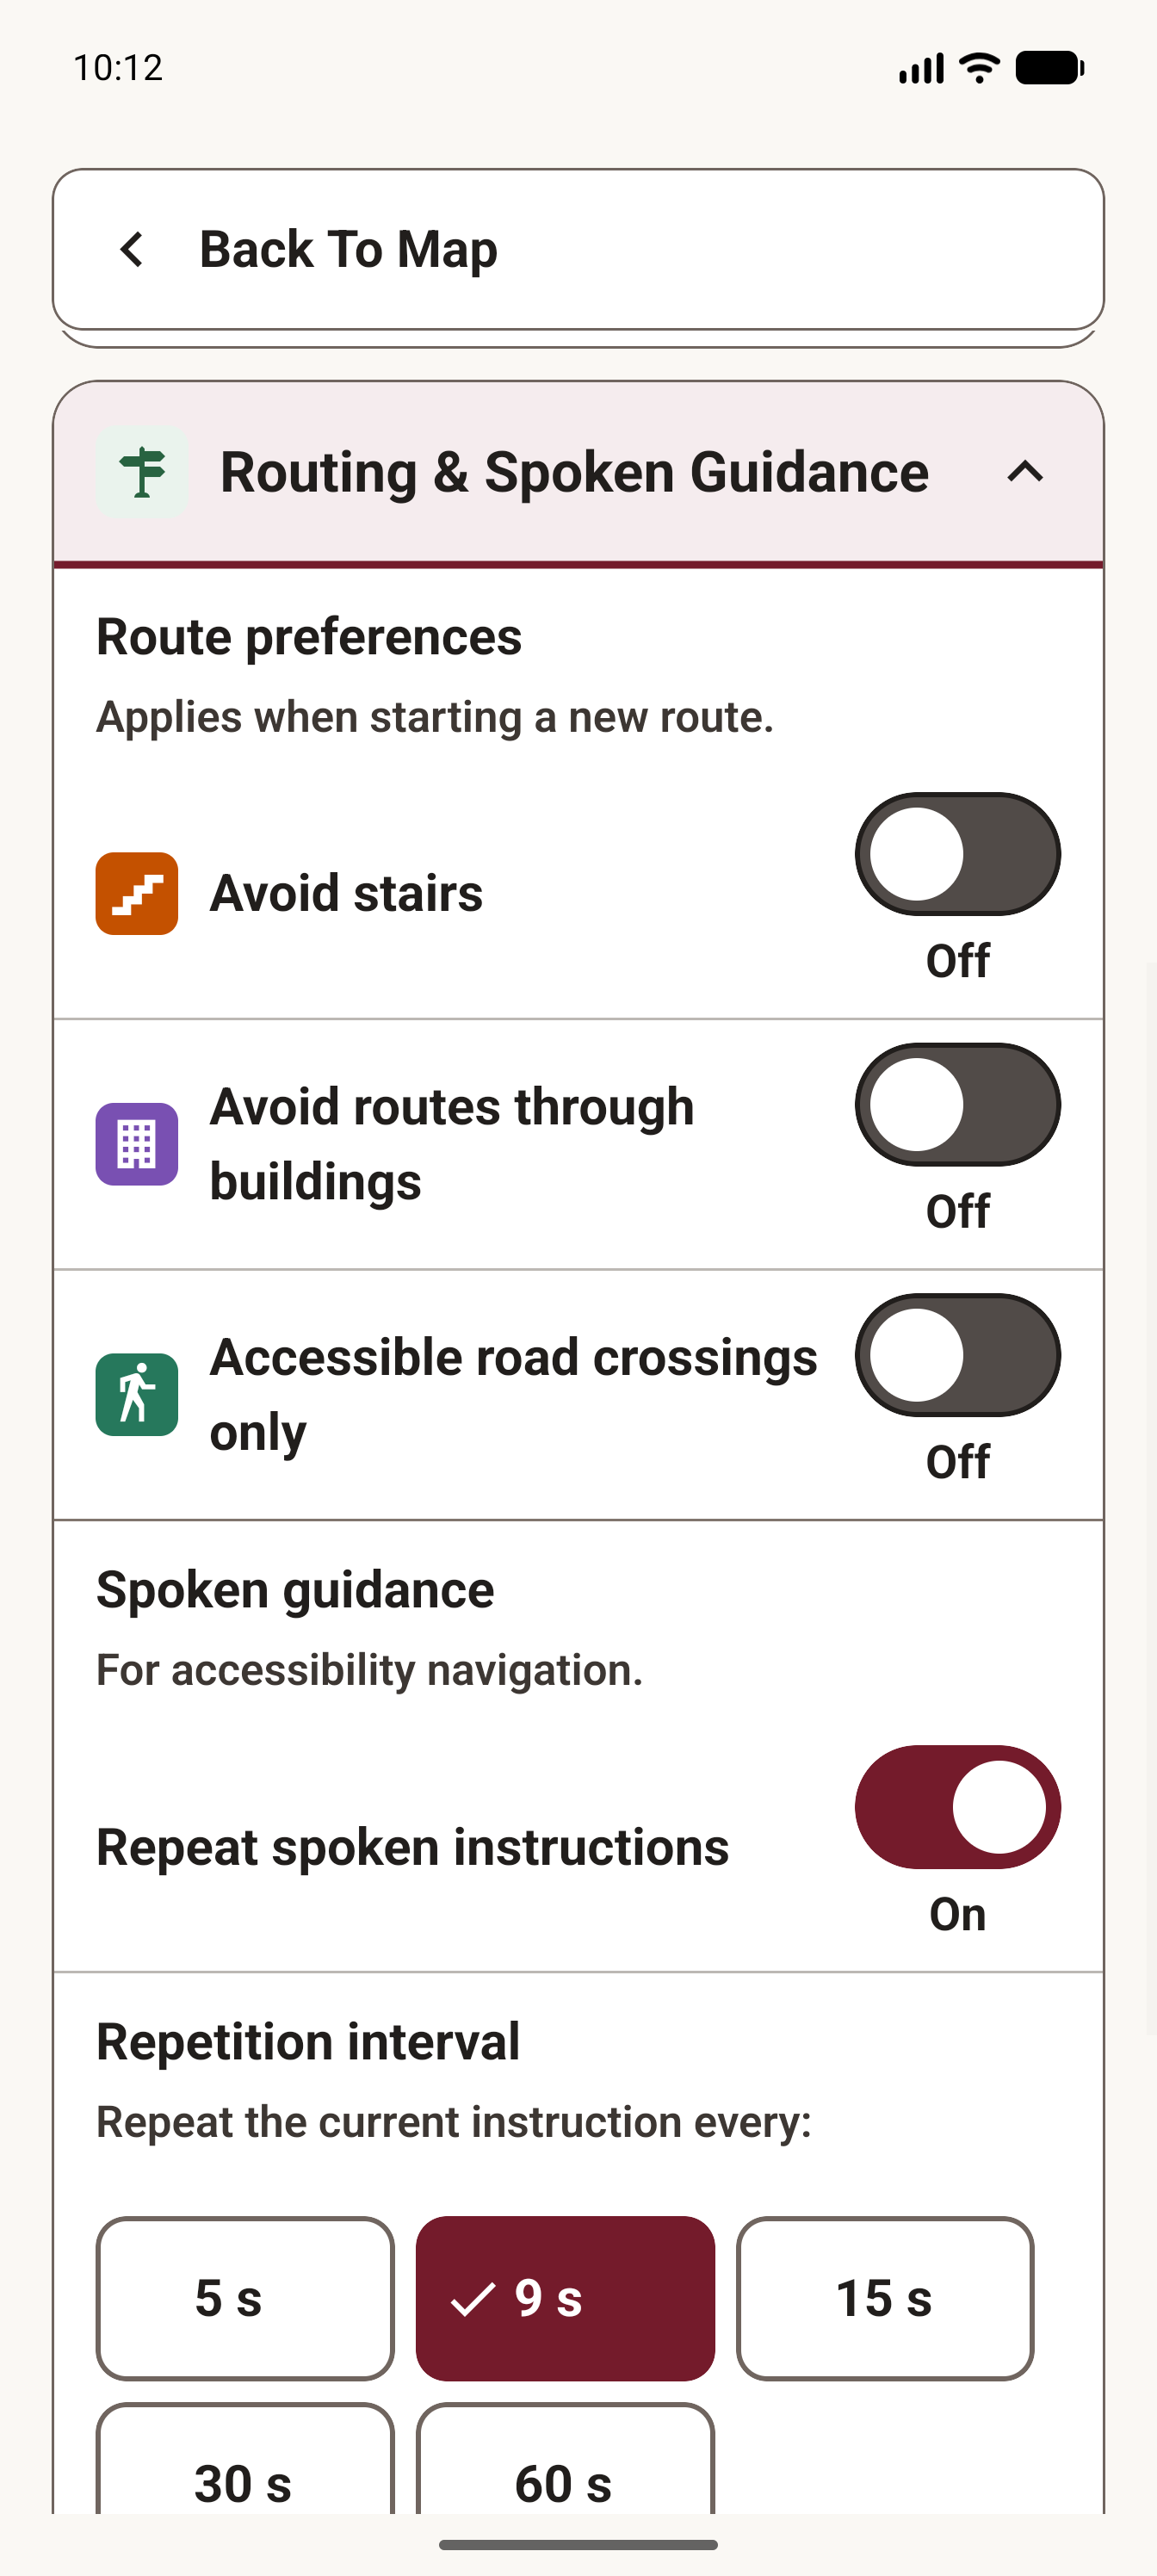 10:12
Back To Map
Routing & Spoken Guidance
Route preferences
Applies when starting a new route.
Avoid stairs
Off
Avoid routes through
buildings
Off
Accessible road crossings
only
Off
Spoken guidance
For accessibility navigation.
Repeat spoken instructions
On
Repetition interval
Repeat the current instruction every:
5 s
9 s
15 s
30 s
60 s